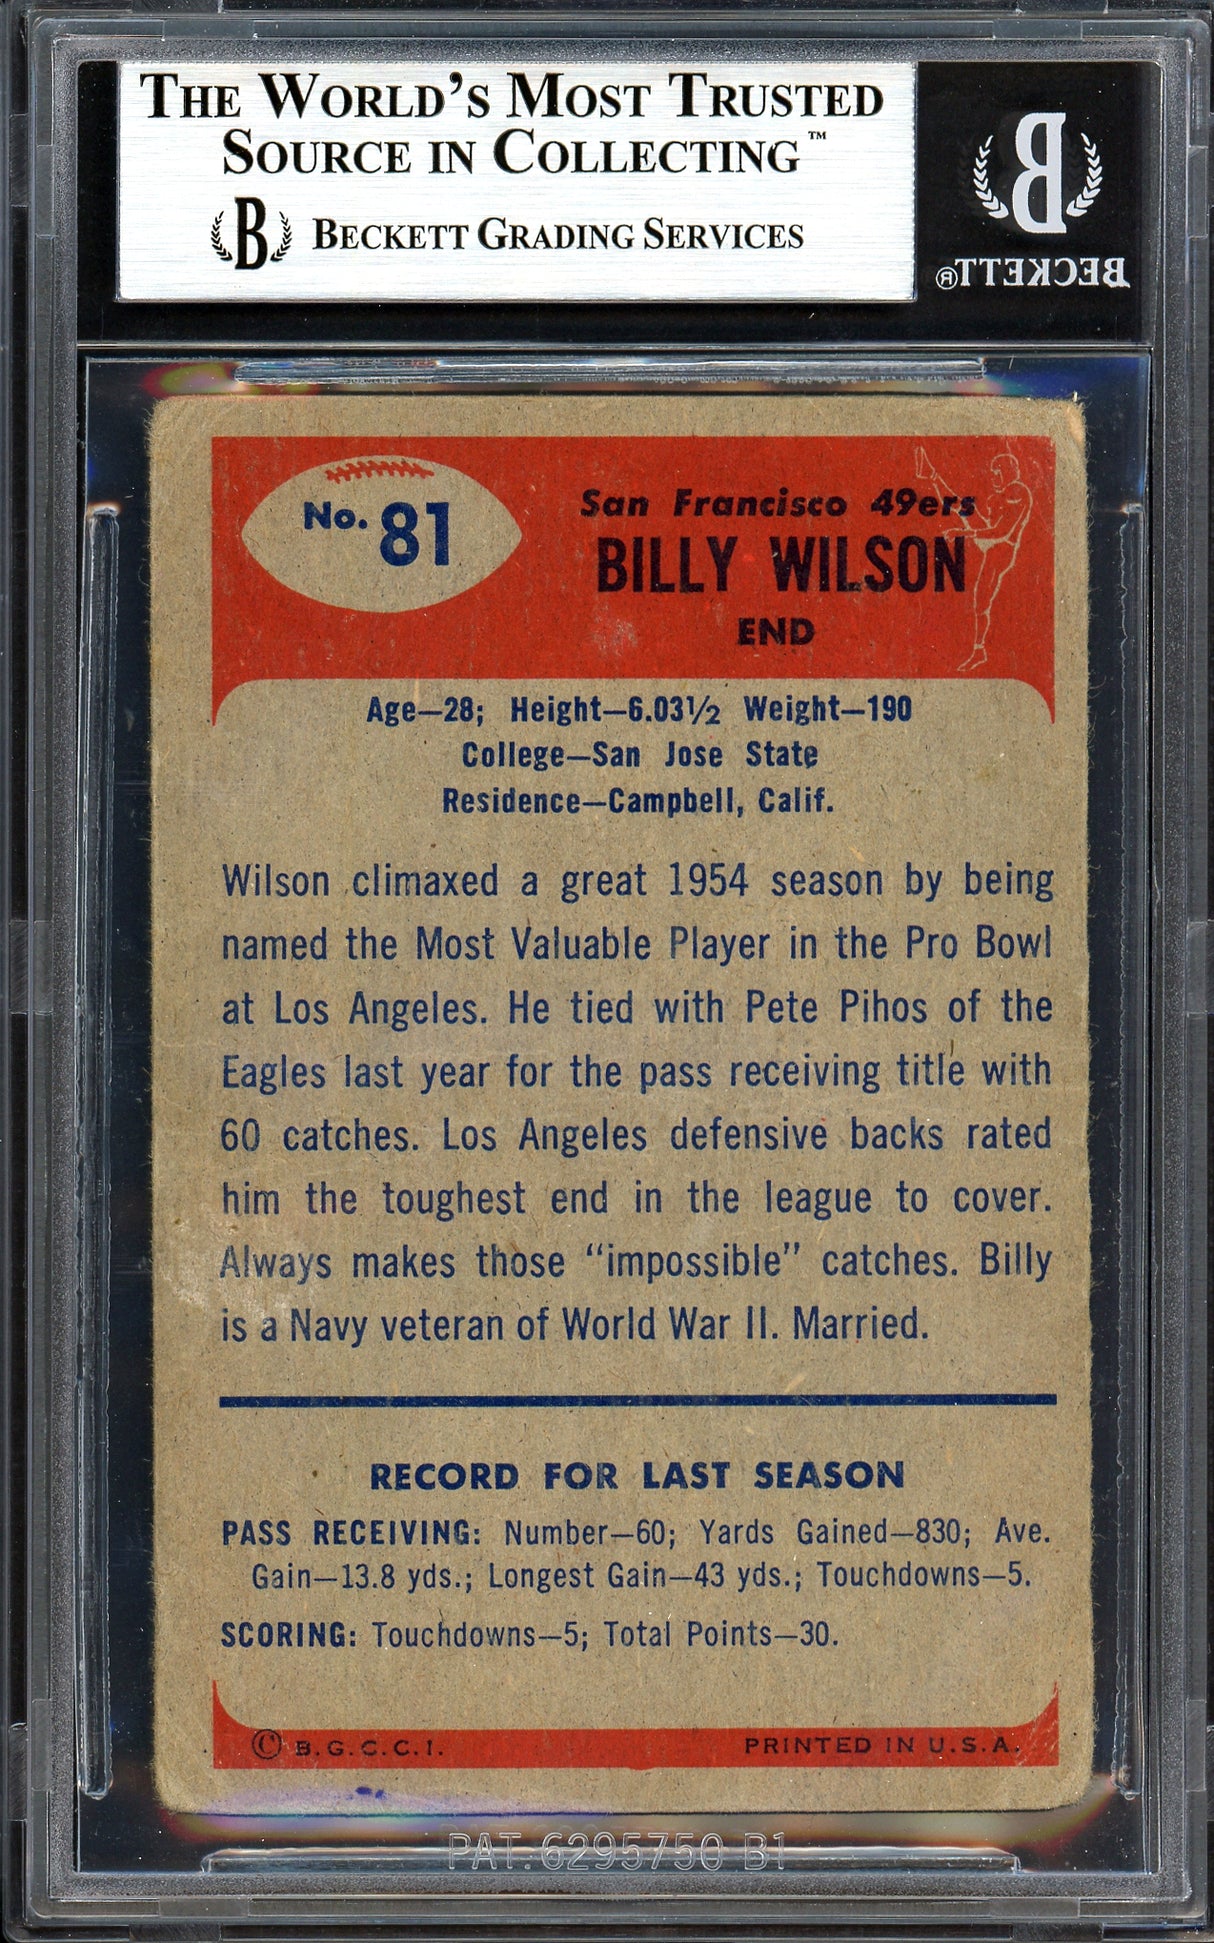 THE WORLD'S MOST TRUSTED
SOURCE IN COLLECTING™
B BECKETT GRADING SERVICES
B
BECKETT®
No. 81
San Francisco 49ers
BILLY WILSON
END
Age—28; Height—6.03½ Weight—190
College—San Jose State
Residence—Campbell, Calif.
Wilson climaxed a great 1954 season by being
named the Most Valuable Player in the Pro Bowl
at Los Angeles. He tied with Pete Pihos of the
Eagles last year for the pass receiving title with
60 catches. Los Angeles defensive backs rated
him the toughest end in the league to cover.
Always makes those “impossible” catches. Billy
is a Navy veteran of World War II. Married.
RECORD FOR LAST SEASON
PASS RECEIVING: Number—60; Yards Gained—830; Ave.
Gain—13.8 yds.; Longest Gain—43 yds.; Touchdowns—5.
SCORING: Touchdowns—5; Total Points—30.
© B.G.C.C.I. PRINTED IN U.S.A.
PAT. 6295750 B1